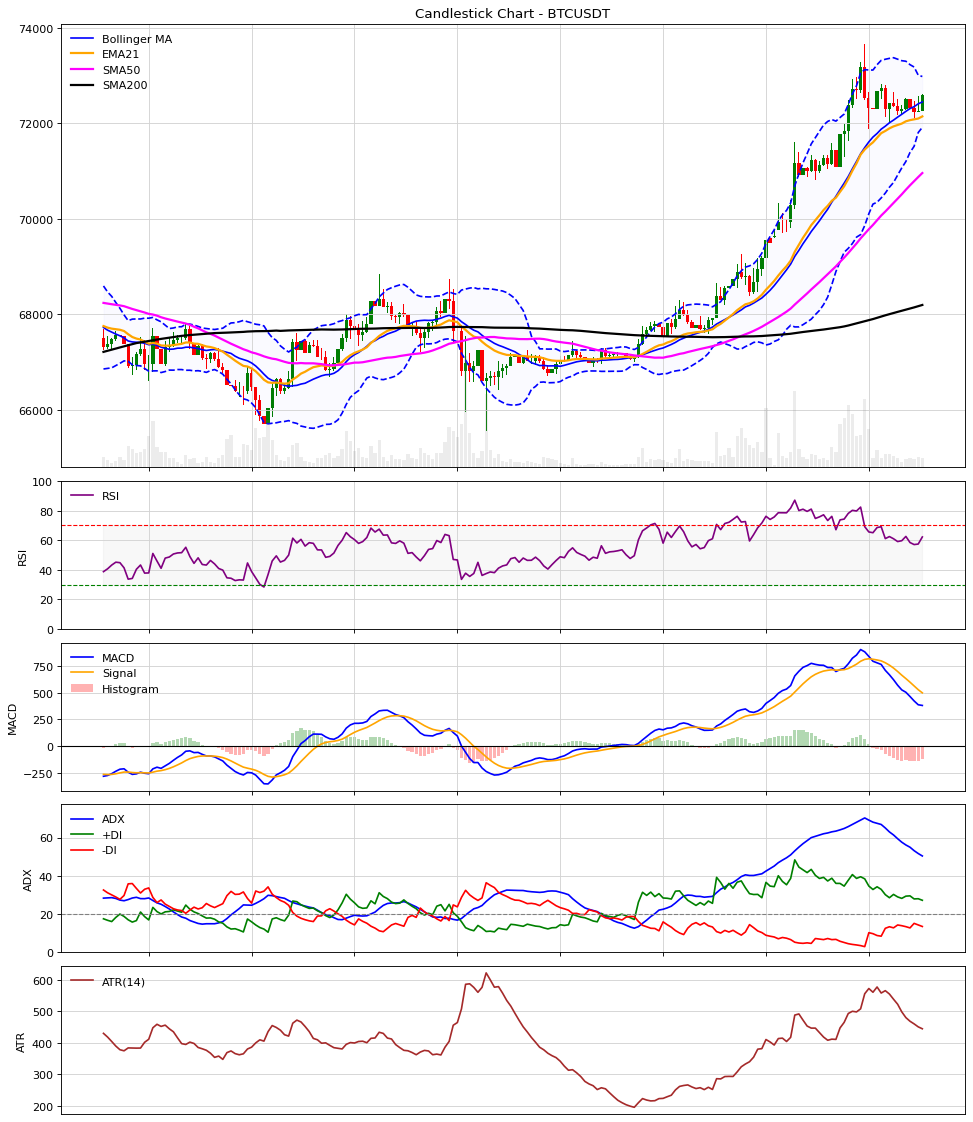 Candlestick Chart - BTCUSDT
74000
72000
70000
68000
66000
Bollinger MA
EMA21
SMA50
SMA200
100
80
60
40
20
0
RSI
RSI
750
500
250
0
−250
MACD
MACD
Signal
Histogram
60
40
20
0
ADX
ADX
+DI
-DI
600
500
400
300
200
ATR
ATR(14)